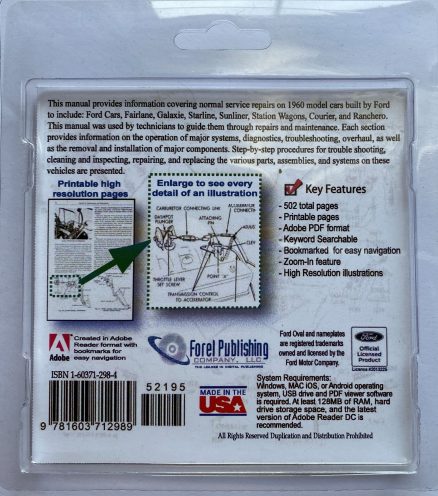 This manual provides information covering normal service repairs on 1960 model cars built by Ford
to include: Ford Cars, Fairlane, Galaxie, Starline, Sunliner, Station Wagons, Courier, and Ranchero.
This manual was used by technicians to guide them through repairs and maintenance. Each section
provides information on the operation of major systems, diagnostics, troubleshooting, overhaul, as well
as the removal and installation of major components. Step-by-step procedures for trouble shooting,
cleaning and inspecting, repairing, and replacing the various parts, assemblies, and systems on these
vehicles are presented.
Printable high
resolution pages
Enlarge to see every
detail of an illustration
CARBURETOR CONNECTING LINK
DASHPOT
PLUNGER
ATTACHING
PIN
THROTTLE LEVER
SET SCREW
POINT
TRANSMISSION CONTROL
TO ACCELERATOR
Key Features
- 502 total pages
- Printable pages
- Adobe PDF format
- Keyword Searchable
- Bookmarked for easy navigation
- Zoom-In feature
- High Resolution illustrations
Adobe
Created in Adobe
Reader format with
bookmarks for
easy navigation
Forel Publishing
COMPANY, LLC
THE LEADER IN DIGITAL PUBLISHING
Ford Oval and nameplates
are registered trademarks
owned and licensed by the
Ford Motor Company.
Ford
Official
Licensed
Product
ISBN 1-60371-298-4
52195
9 781603 712989
MADE IN THE
USA
System Requirements:
Windows, MAC IOS, or Android operating
system, USB drive and PDF viewer software
is required. At least 128MB of RAM, hard
drive storage space, and the latest
version of Adobe Reader DC is
recommended.
All Rights Reserved Duplication and Distribution Prohibited